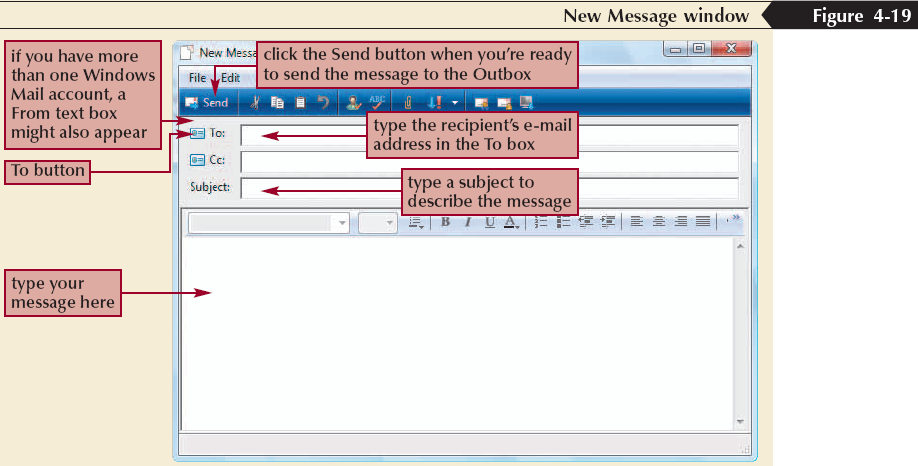 New Message window
Figure 4-19
if you have more
than one Windows
Mail account, a
From text box
might also appear
New Messa
click the Send button when you're ready
to send the message to the Outbox
File Edit
Send
ABC
To:
type the recipient's e-mail
address in the To box
To button
Cc:
Subject:
type a subject to
describe the message
B I U A
type your
message here